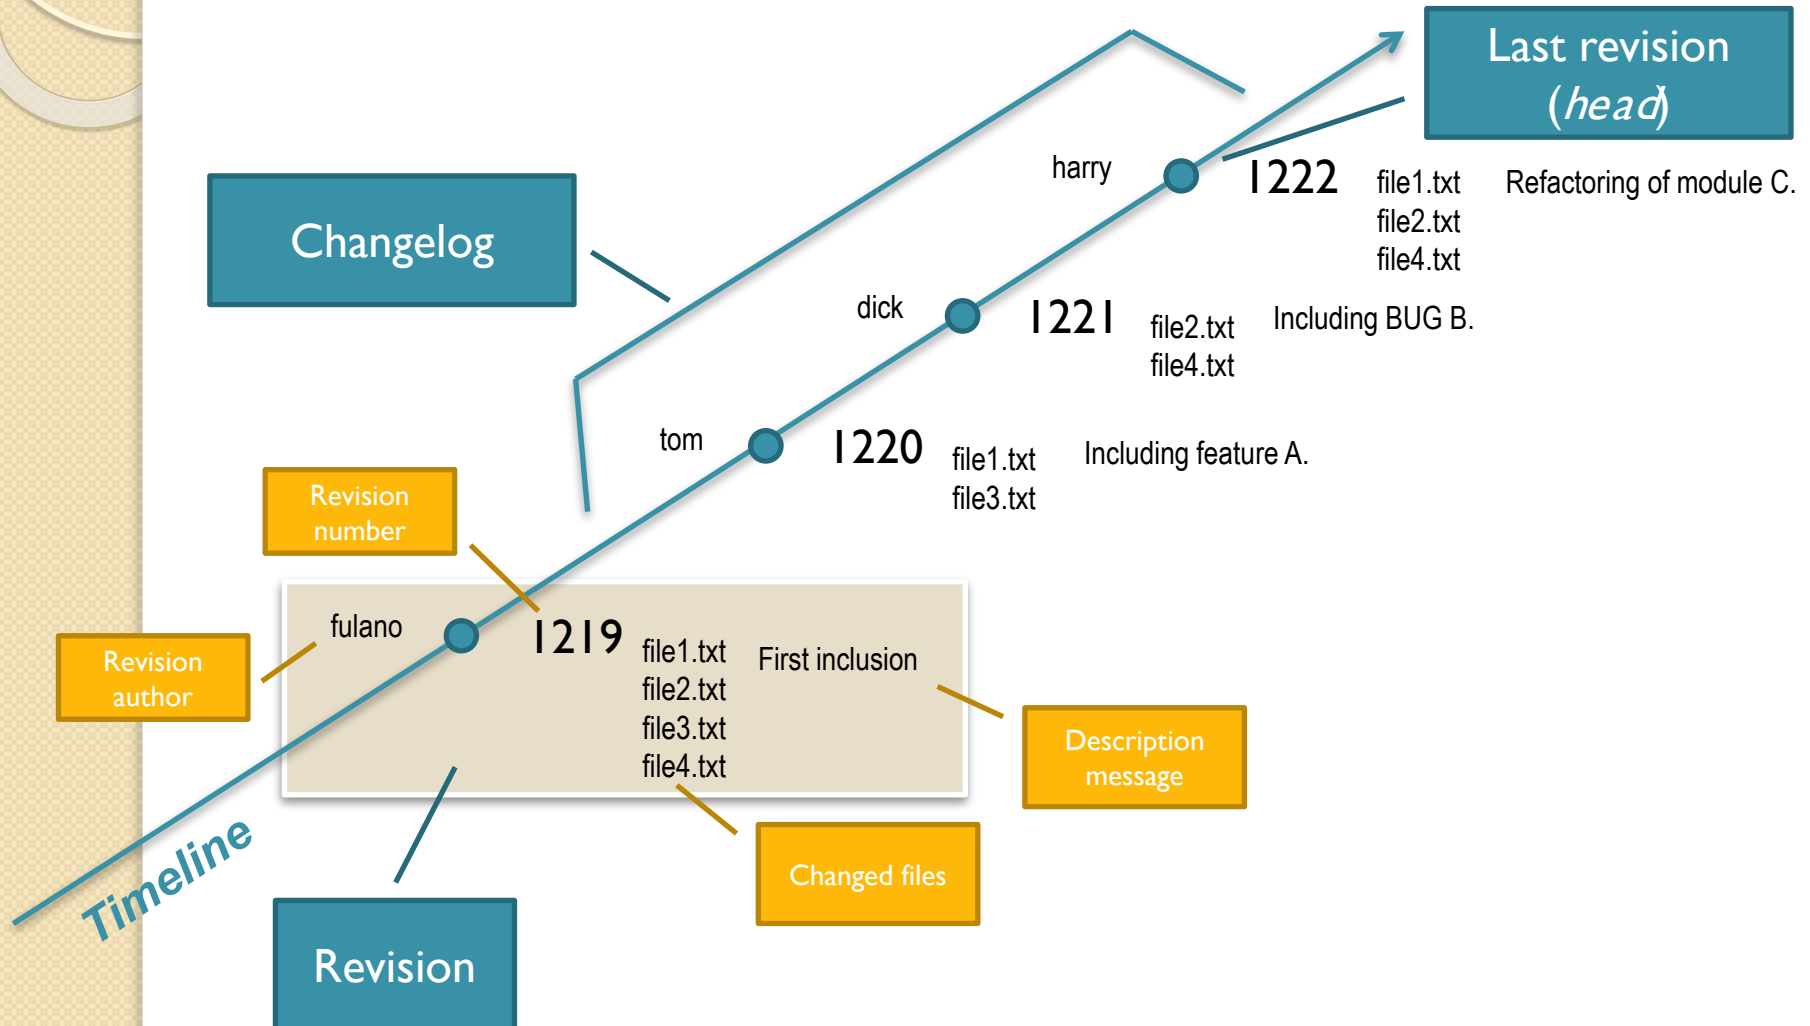 Last revision
(head)
harry
1222
file1.txt
file2.txt
file4.txt
Refactoring of module C.
Changelog
dick
1221
file2.txt
file4.txt
Including BUG B.
tom
1220
file1.txt
file3.txt
Including feature A.
Revision
number
fulano
1219
file1.txt
file2.txt
file3.txt
file4.txt
First inclusion
Revision
author
Description
message
Changed files
Timeline
Revision